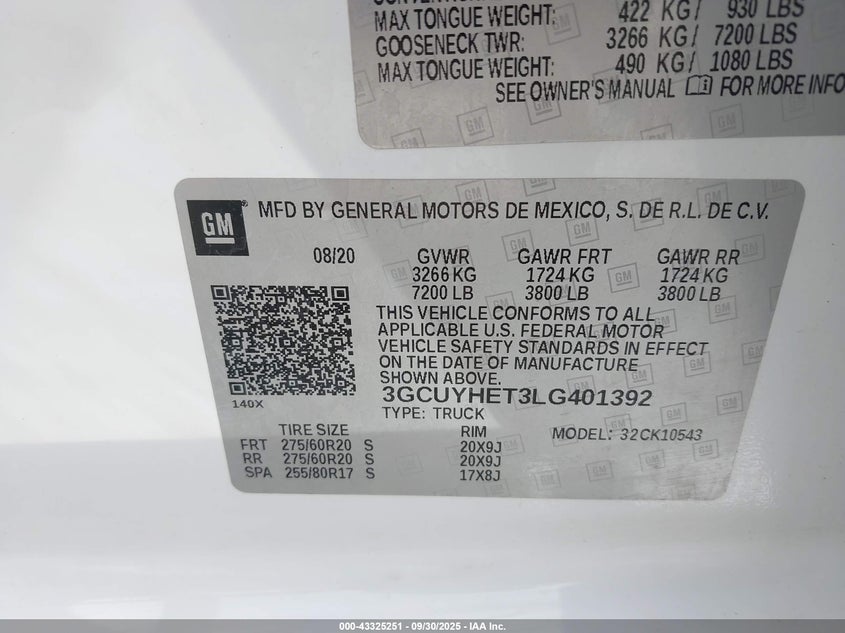 MAX TONGUE WEIGHT: 422 KG/ 930 LBS
GOOSENECK TWR: 3266 KG/ 7200 LBS
MAX TONGUE WEIGHT: 490 KG/ 1080 LBS
SEE OWNER'S MANUAL FOR MORE INFO
GM MFD BY GENERAL MOTORS DE MEXICO, S. DE R.L. DE C.V.
08/20 GVWR GAWR FRT GAWR RR
3266 KG 1724 KG 1724 KG
7200 LB 3800 LB 3800 LB
THIS VEHICLE CONFORMS TO ALL
APPLICABLE U.S. FEDERAL MOTOR
VEHICLE SAFETY STANDARDS IN EFFECT
ON THE DATE OF MANUFACTURE
SHOWN ABOVE.
3GCUYHET3LG401392
140X TYPE: TRUCK
TIRE SIZE RIM MODEL: 32CK10543
FRT 275/60R20 S 20X9J
RR 275/60R20 S 20X9J
SPA 255/80R17 S 17X8J
000-43325251 - 09/30/2025 - IAA Inc.